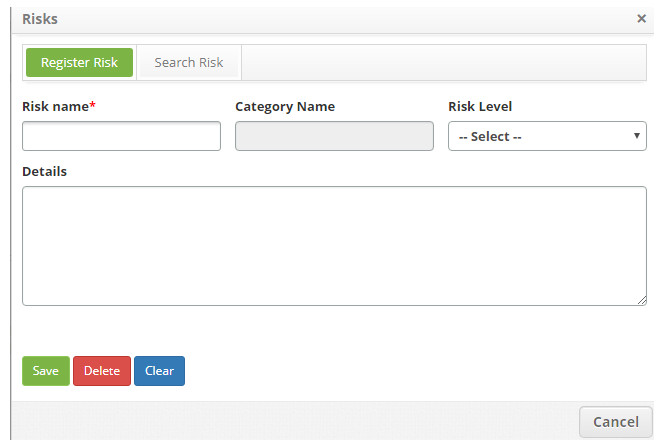 Risks ×
Register Risk Search Risk
Risk name* Category Name Risk Level
-- Select --
Details
Save Delete Clear
Cancel